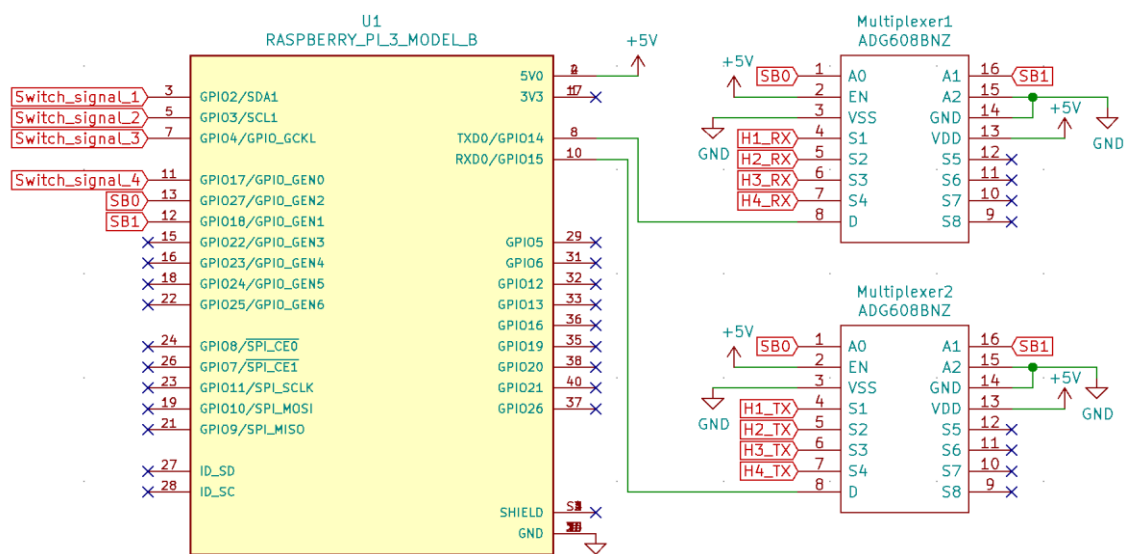 U1
RASPBERRY_PI_3_MODEL_B
+5V
5V0
3V3 17
Switch_signal_1 3 GPIO2/SDA1
Switch_signal_2 5 GPIO3/SCL1
Switch_signal_3 7 GPIO4/GPIO_GCKL
TXD0/GPIO14 8
RXD0/GPIO15 10
Switch_signal_4 11 GPIO17/GPIO_GEN0
SB0 13 GPIO27/GPIO_GEN2
SB1 12 GPIO18/GPIO_GEN1
15 GPIO22/GPIO_GEN3
16 GPIO23/GPIO_GEN4
18 GPIO24/GPIO_GEN5
22 GPIO25/GPIO_GEN6
GPIO5 29
GPIO6 31
GPIO12 32
GPIO13 33
GPIO16 36
GPIO19 35
GPIO20 38
GPIO21 40
GPIO26 37
24 GPIO8/SPI_CE0
26 GPIO7/SPI_CE1
23 GPIO11/SPI_SCLK
19 GPIO10/SPI_MOSI
21 GPIO9/SPI_MISO
27 ID_SD
28 ID_SC
SHIELD
GND
Multiplexer1
ADG608BNZ
+5V
SB0 1 A0 A1 16 SB1
2 EN A2 15
3 VSS GND 14
GND
+5V
GND
H1_RX 4 S1 VDD 13
H2_RX 5 S2 S5 12
H3_RX 6 S3 S6 11
H4_RX 7 S4 S7 10
8 D S8 9
Multiplexer2
ADG608BNZ
+5V
SB0 1 A0 A1 16 SB1
2 EN A2 15
3 VSS GND 14
GND
+5V
GND
H1_TX 4 S1 VDD 13
H2_TX 5 S2 S5 12
H3_TX 6 S3 S6 11
H4_TX 7 S4 S7 10
8 D S8 9